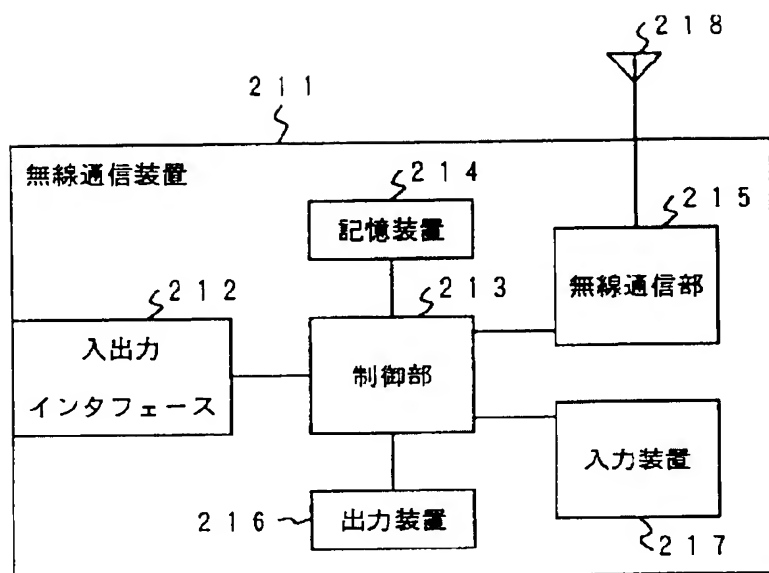 ２１８
２１１
無線通信装置
２１４
記憶装置
２１５
無線通信部
２１２
入出力
インタフェース
２１３
制御部
入力装置
２１６
出力装置
２１７